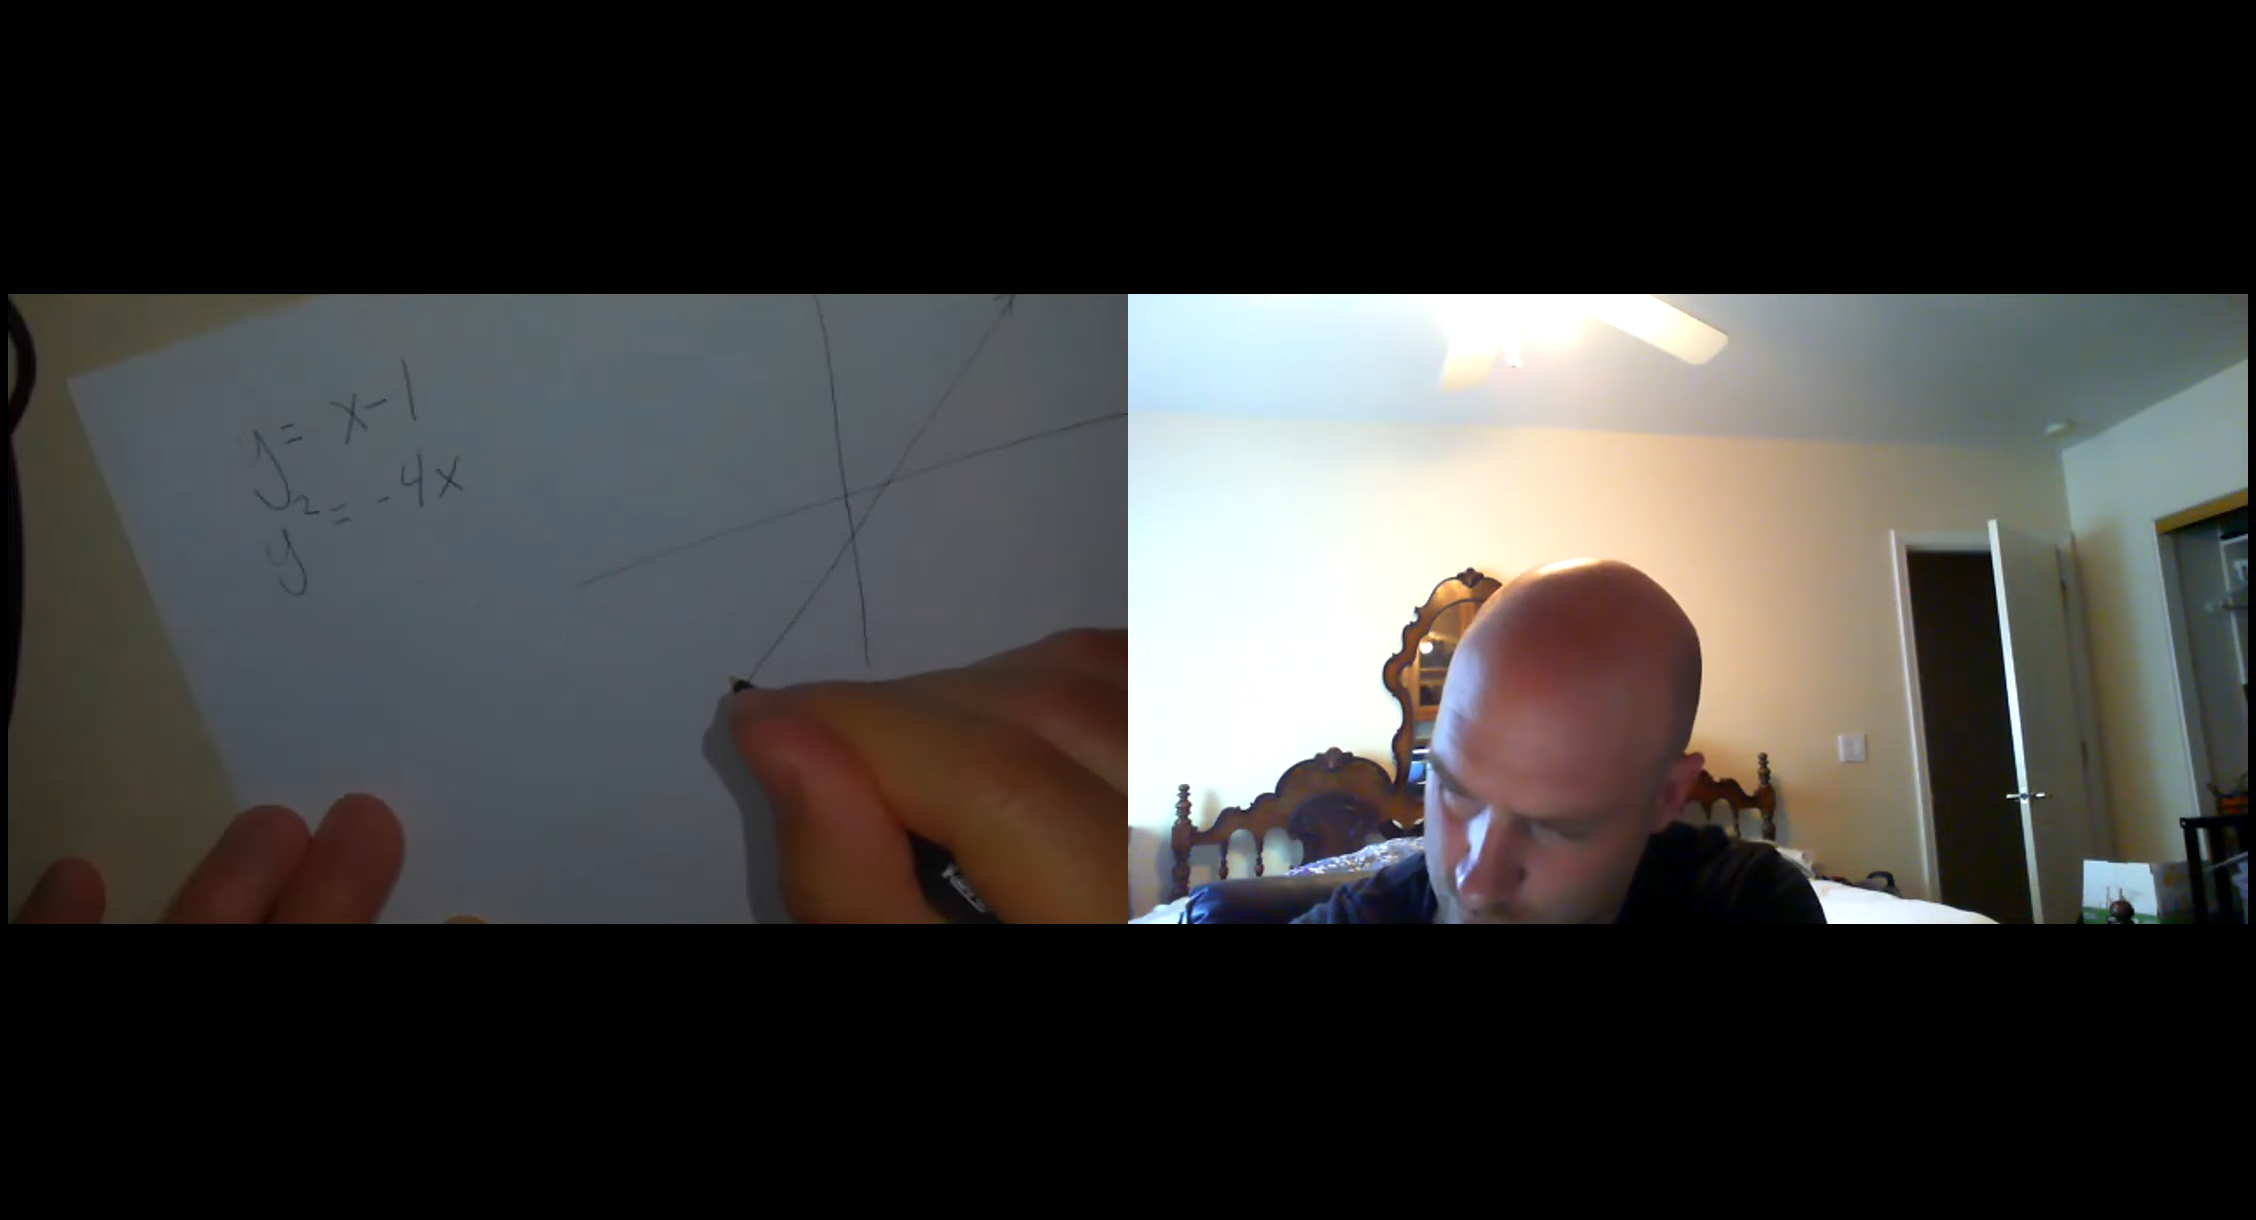 y = x - 1
y² = -4x